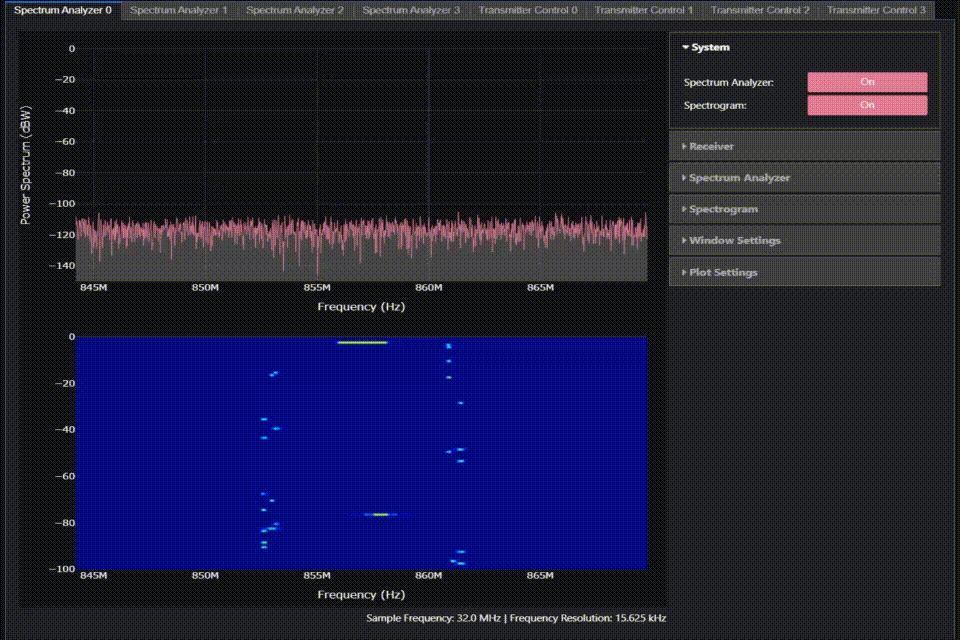 Spectrum Analyzer 0 Spectrum Analyzer 1 Spectrum Analyzer 2 Spectrum Analyzer 3 Transmitter Control 0 Transmitter Control 1 Transmitter Control 2 Transmitter Control 3
Power Spectrum (dBW)
0
−20
−40
−60
−80
−100
−120
−140
845M 850M 855M 860M 865M
Frequency (Hz)
0
−20
−40
−60
−80
−100
845M 850M 855M 860M 865M
Frequency (Hz)
Sample Frequency: 32.0 MHz | Frequency Resolution: 15.625 kHz
System
Spectrum Analyzer: On
Spectrogram: On
Receiver
Spectrum Analyzer
Spectrogram
Window Settings
Plot Settings